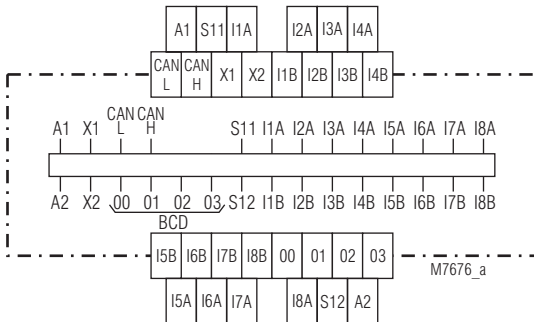 A1 S11 I1A I2A I3A I4A
CAN L CAN H X1 X2 I1B I2B I3B I4B
A1 X1 CAN L CAN H S11 I1A I2A I3A I4A I5A I6A I7A I8A
A2 X2 00 01 02 03 S12 I1B I2B I3B I4B I5B I6B I7B I8B
BCD
I5B I6B I7B I8B 00 01 02 03
M7676_a
I5A I6A I7A I8A S12 A2